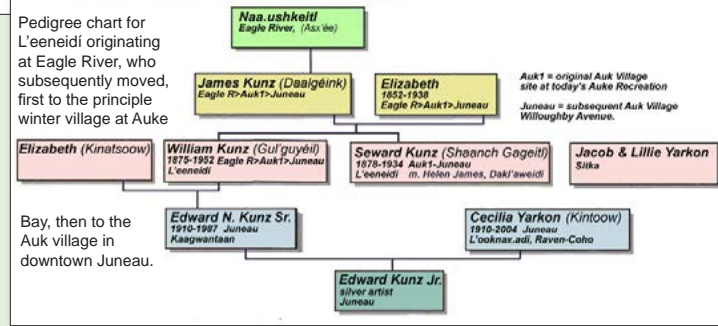 Pedigree chart for
L'eeneidí originating
at Eagle River, who
subsequently moved,
first to the principle
winter village at Auke
Naa.ushkeitl
Eagle River, (Asx'ée)
James Kunz (Daalgéink)
Eagle R>Auk1>Juneau
Elizabeth
1852-1938
Eagle R>Auk1>Juneau
Auk1 = original Auk Village
site at today's Auke Recreation
Juneau = subsequent Auk Village
Willoughby Avenue.
Elizabeth (Kinatsoow)
William Kunz (Gul'guyéil)
1875-1952 Eagle R>Auk1>Juneau
L'eeneidi
Seward Kunz (Shaanch Gageitl)
1878-1934 Auk1-Juneau
L'eeneidi m. Helen James, Dakl'aweidi
Jacob & Lillie Yarkon
Sitka
Bay, then to the
Auk village in
downtown Juneau.
Edward N. Kunz Sr.
1910-1987 Juneau
Kaagwantaan
Cecilia Yarkon (Kintoow)
1910-2004 Juneau
L'ooknax.adi, Raven-Coho
Edward Kunz Jr.
silver artist
Juneau